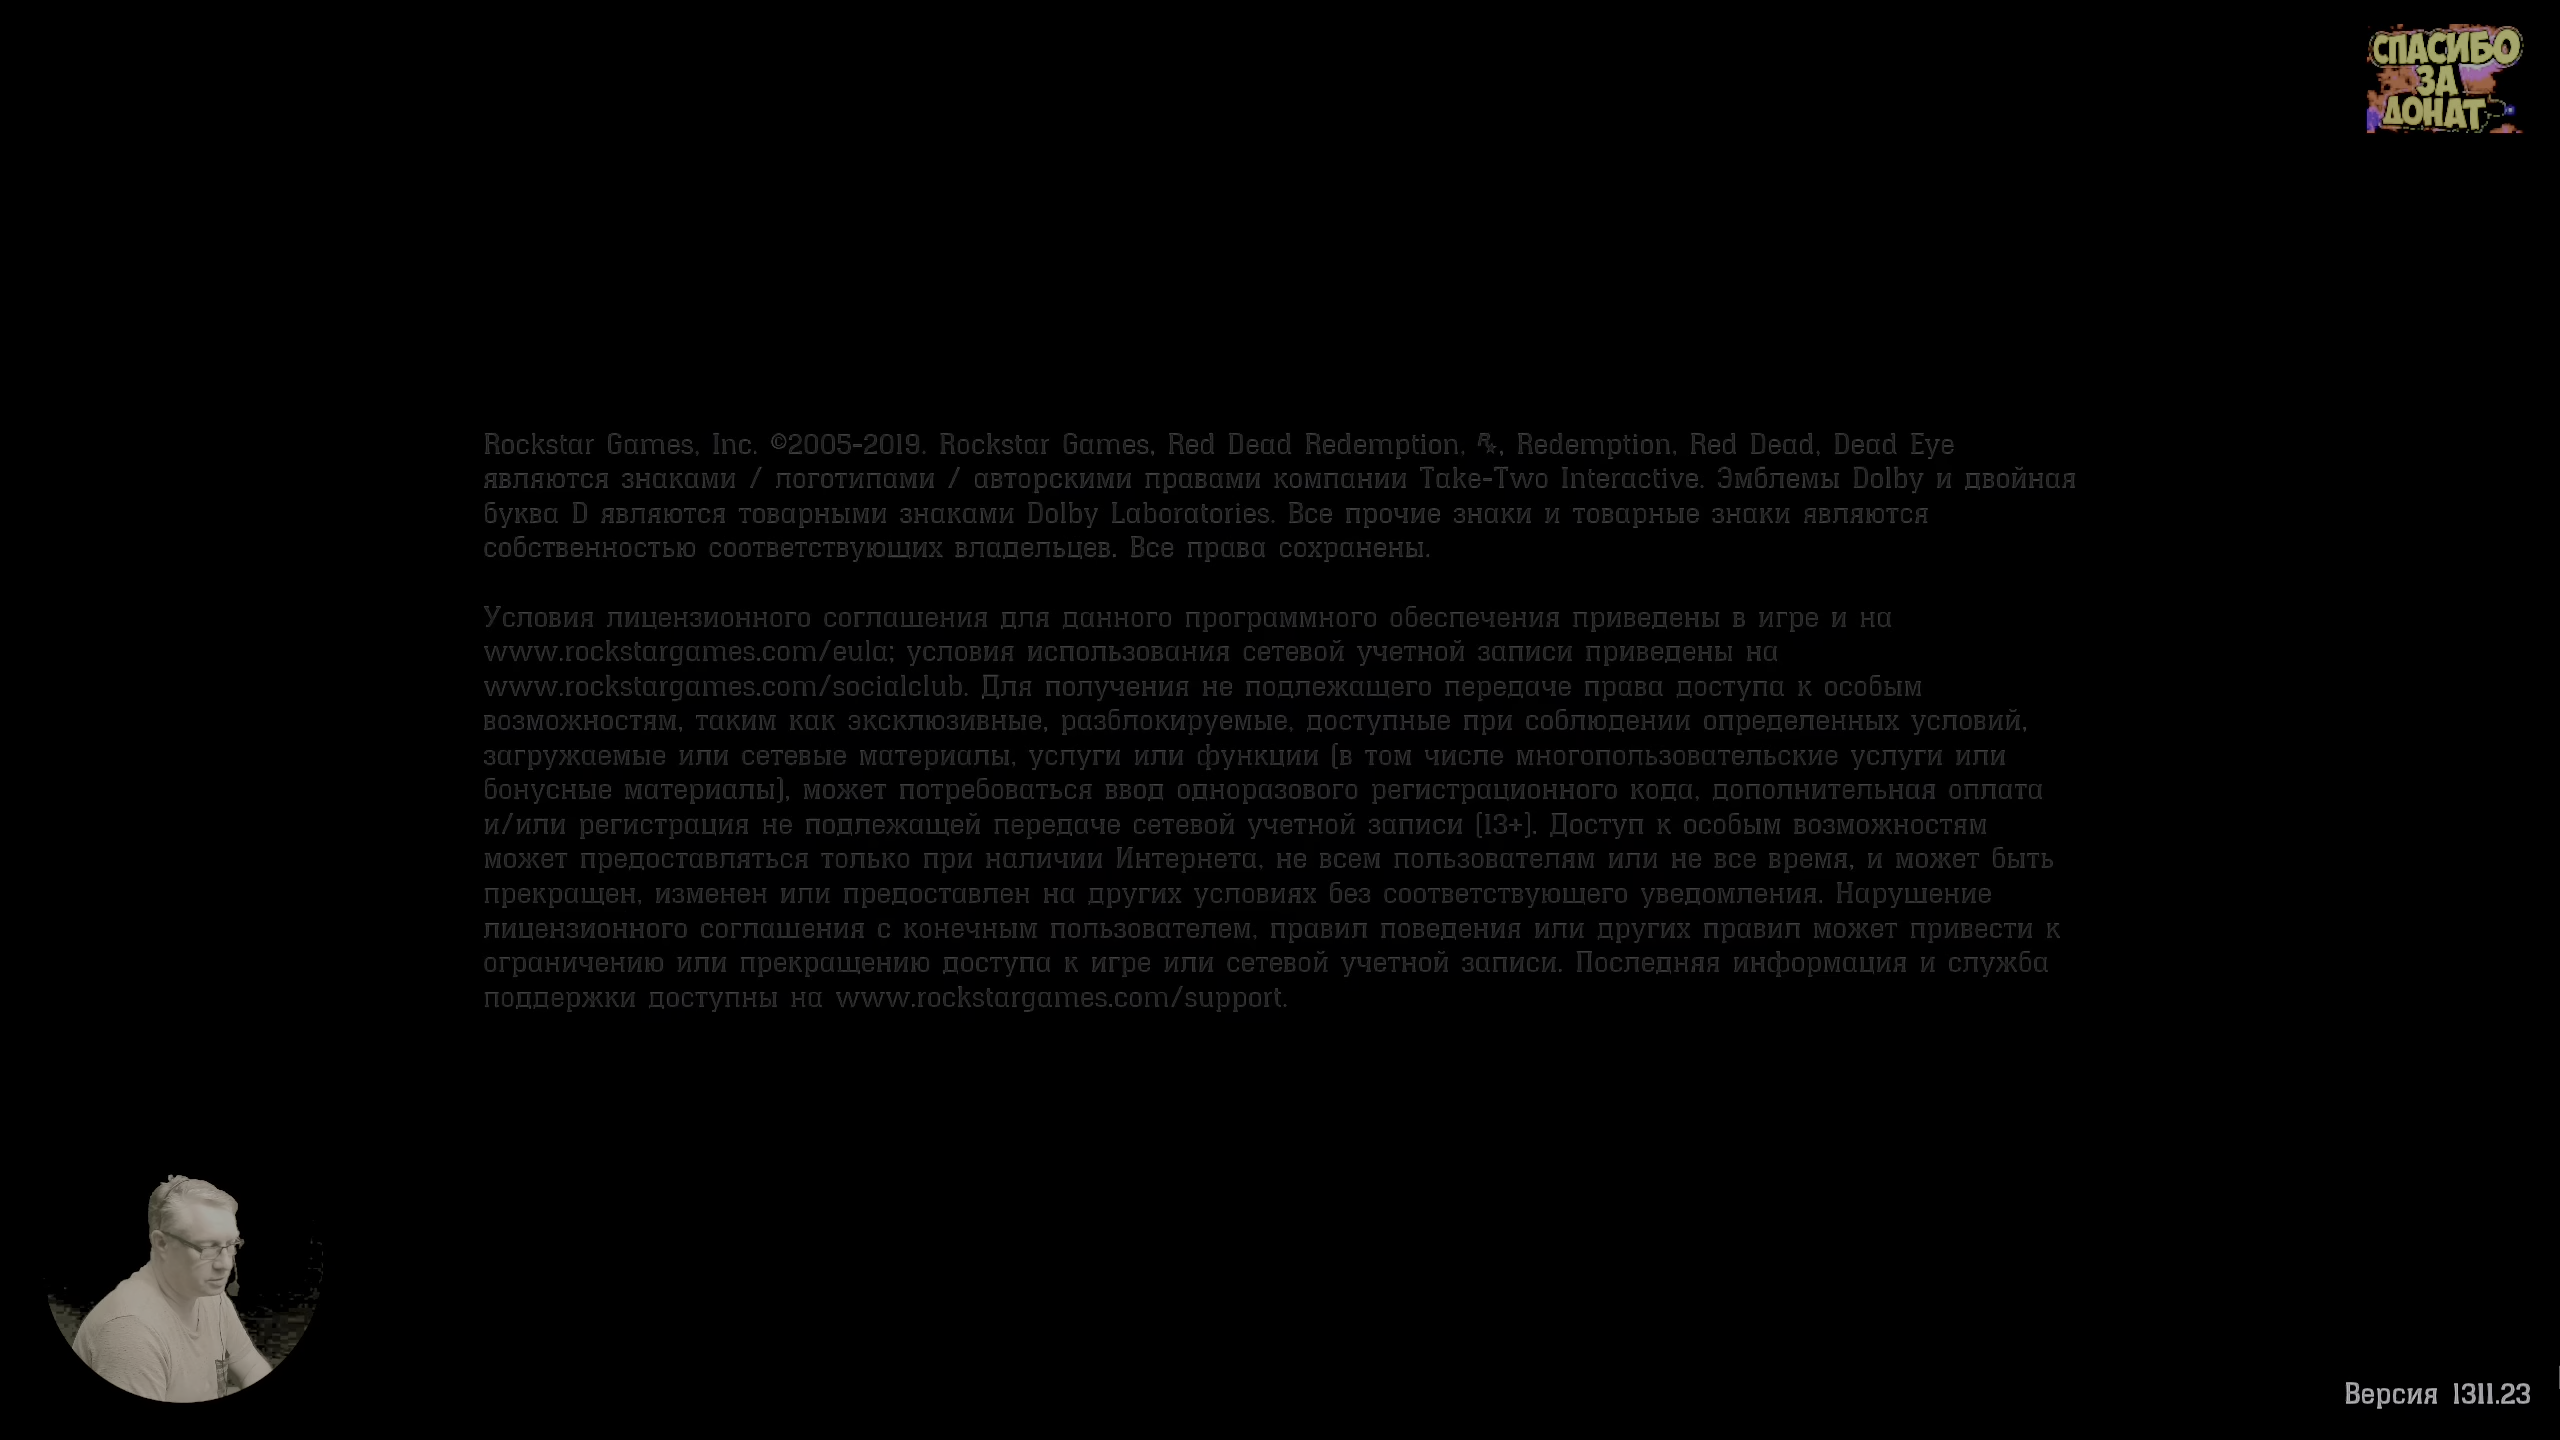 СПАСИБО
ЗА
ДОНАТ
Rockstar Games, Inc. ©2005-2019. Rockstar Games, Red Dead Redemption, R★, Redemption, Red Dead, Dead Eye
являются знаками / логотипами / авторскими правами компании Take-Two Interactive. Эмблемы Dolby и двойная
буква D являются товарными знаками Dolby Laboratories. Все прочие знаки и товарные знаки являются
собственностью соответствующих владельцев. Все права сохранены.
Условия лицензионного соглашения для данного программного обеспечения приведены в игре и на
www.rockstargames.com/eula; условия использования сетевой учетной записи приведены на
www.rockstargames.com/socialclub. Для получения не подлежащего передаче права доступа к особым
возможностям, таким как эксклюзивные, разблокируемые, доступные при соблюдении определенных условий,
загружаемые или сетевые материалы, услуги или функции (в том числе многопользовательские услуги или
бонусные материалы), может потребоваться ввод одноразового регистрационного кода, дополнительная оплата
и/или регистрация не подлежащей передаче сетевой учетной записи (13+). Доступ к особым возможностям
может предоставляться только при наличии Интернета, не всем пользователям или не все время, и может быть
прекращен, изменен или предоставлен на других условиях без соответствующего уведомления. Нарушение
лицензионного соглашения с конечным пользователем, правил поведения или других правил может привести к
ограничению или прекращению доступа к игре или сетевой учетной записи. Последняя информация и служба
поддержки доступны на www.rockstargames.com/support.
Версия 1311.23